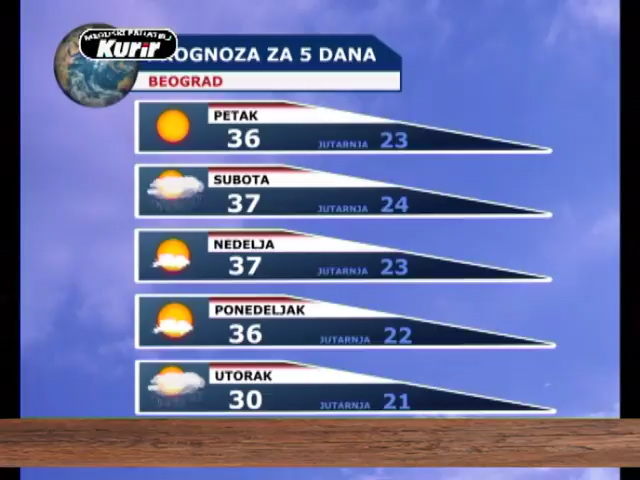 Kurir
PROGNOZA ZA 5 DANA
BEOGRAD
PETAK
36 JUTARNJA 23
SUBOTA
37 JUTARNJA 24
NEDELJA
37 JUTARNJA 23
PONEDELJAK
36 JUTARNJA 22
UTORAK
30 JUTARNJA 21